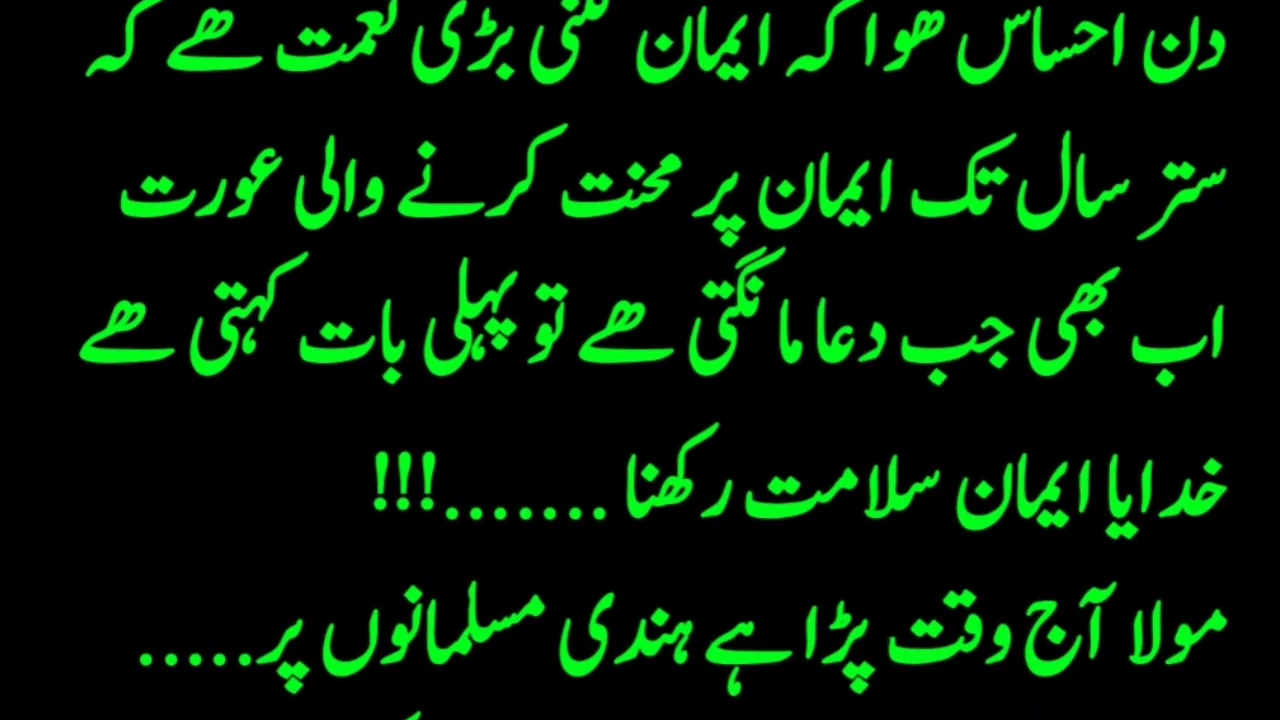 دن احساس ھوا کہ ایمان کتنی بڑی نعمت ھے کہ
ستر سال تک ایمان پر محنت کرنے والی عورت
اب بھی جب دعا مانگتی ھے تو پہلی بات کہتی ھے
خدایا ایمان سلامت رکھنا .......!!!
مولا آج وقت پڑا ہے ہندی مسلمانوں پر.....